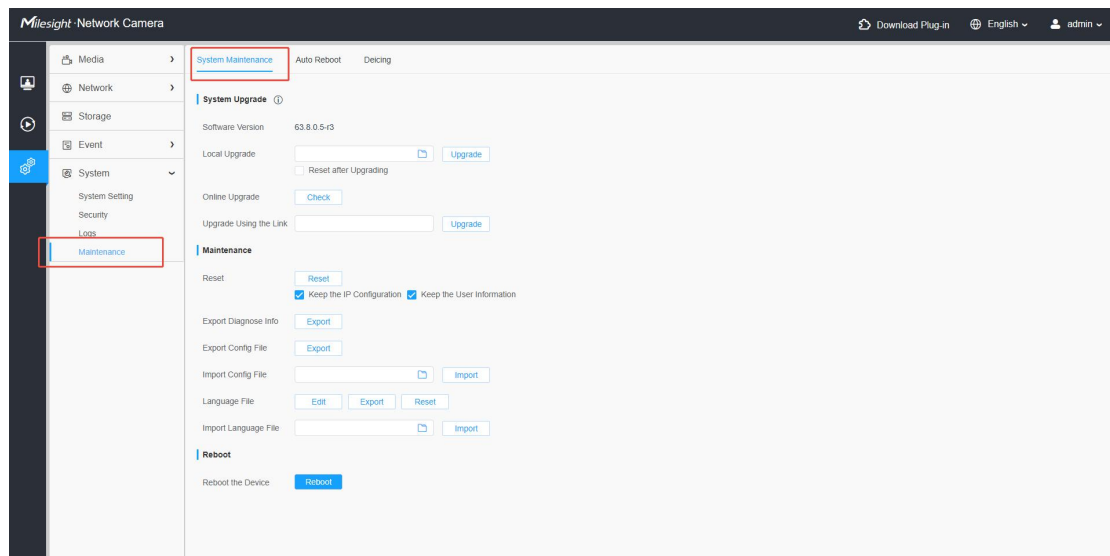 Milesight · Network Camera
Download Plug-in
English
admin
Media
Network
Storage
Event
System
System Setting
Security
Logs
Maintenance
System Maintenance Auto Reboot Deicing
System Upgrade
Software Version 63.8.0.5-r3
Local Upgrade Upgrade
Reset after Upgrading
Online Upgrade Check
Upgrade Using the Link Upgrade
Maintenance
Reset Reset
Keep the IP Configuration Keep the User Information
Export Diagnose Info Export
Export Config File Export
Import Config File Import
Language File Edit Export Reset
Import Language File Import
Reboot
Reboot the Device Reboot